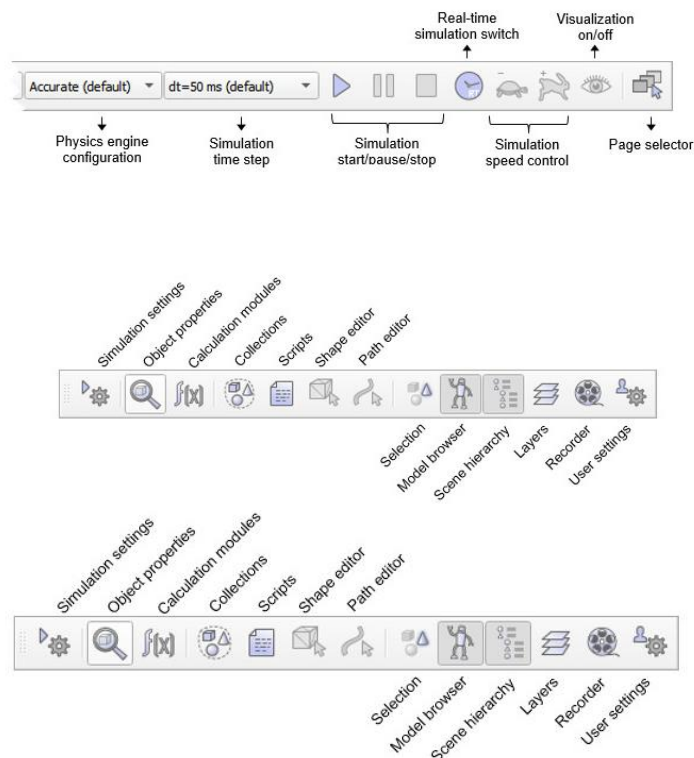 Real-time
simulation switch
Visualization
on/off
Accurate (default)
dt=50 ms (default)
RT
Physics engine
configuration
Simulation
time step
Simulation
start/pause/stop
Simulation
speed control
Page selector
Simulation settings
Object properties
Calculation modules
Collections
Scripts
Shape editor
Path editor
f(x)
Selection
Model browser
Scene hierarchy
Layers
Recorder
User settings
Simulation settings
Object properties
Calculation modules
Collections
Scripts
Shape editor
Path editor
f(x)
Selection
Model browser
Scene hierarchy
Layers
Recorder
User settings